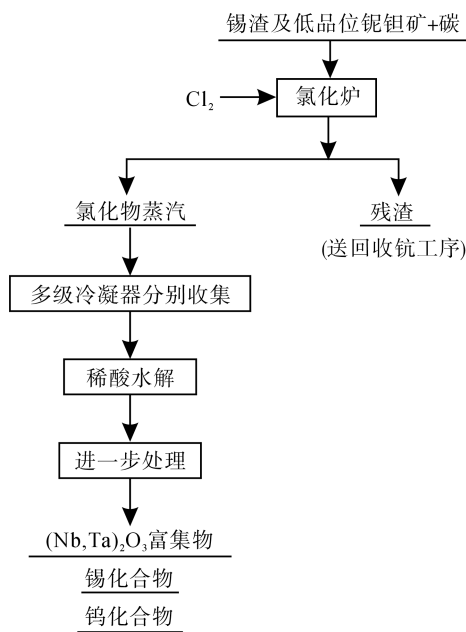 锡渣及低品位铌钽矿+碳
Cl₂
氯化炉
氯化物蒸汽
残渣
(送回收钪工序)
多级冷凝器分别收集
稀酸水解
进一步处理
(Nb,Ta)₂O₃富集物
锡化合物
钨化合物